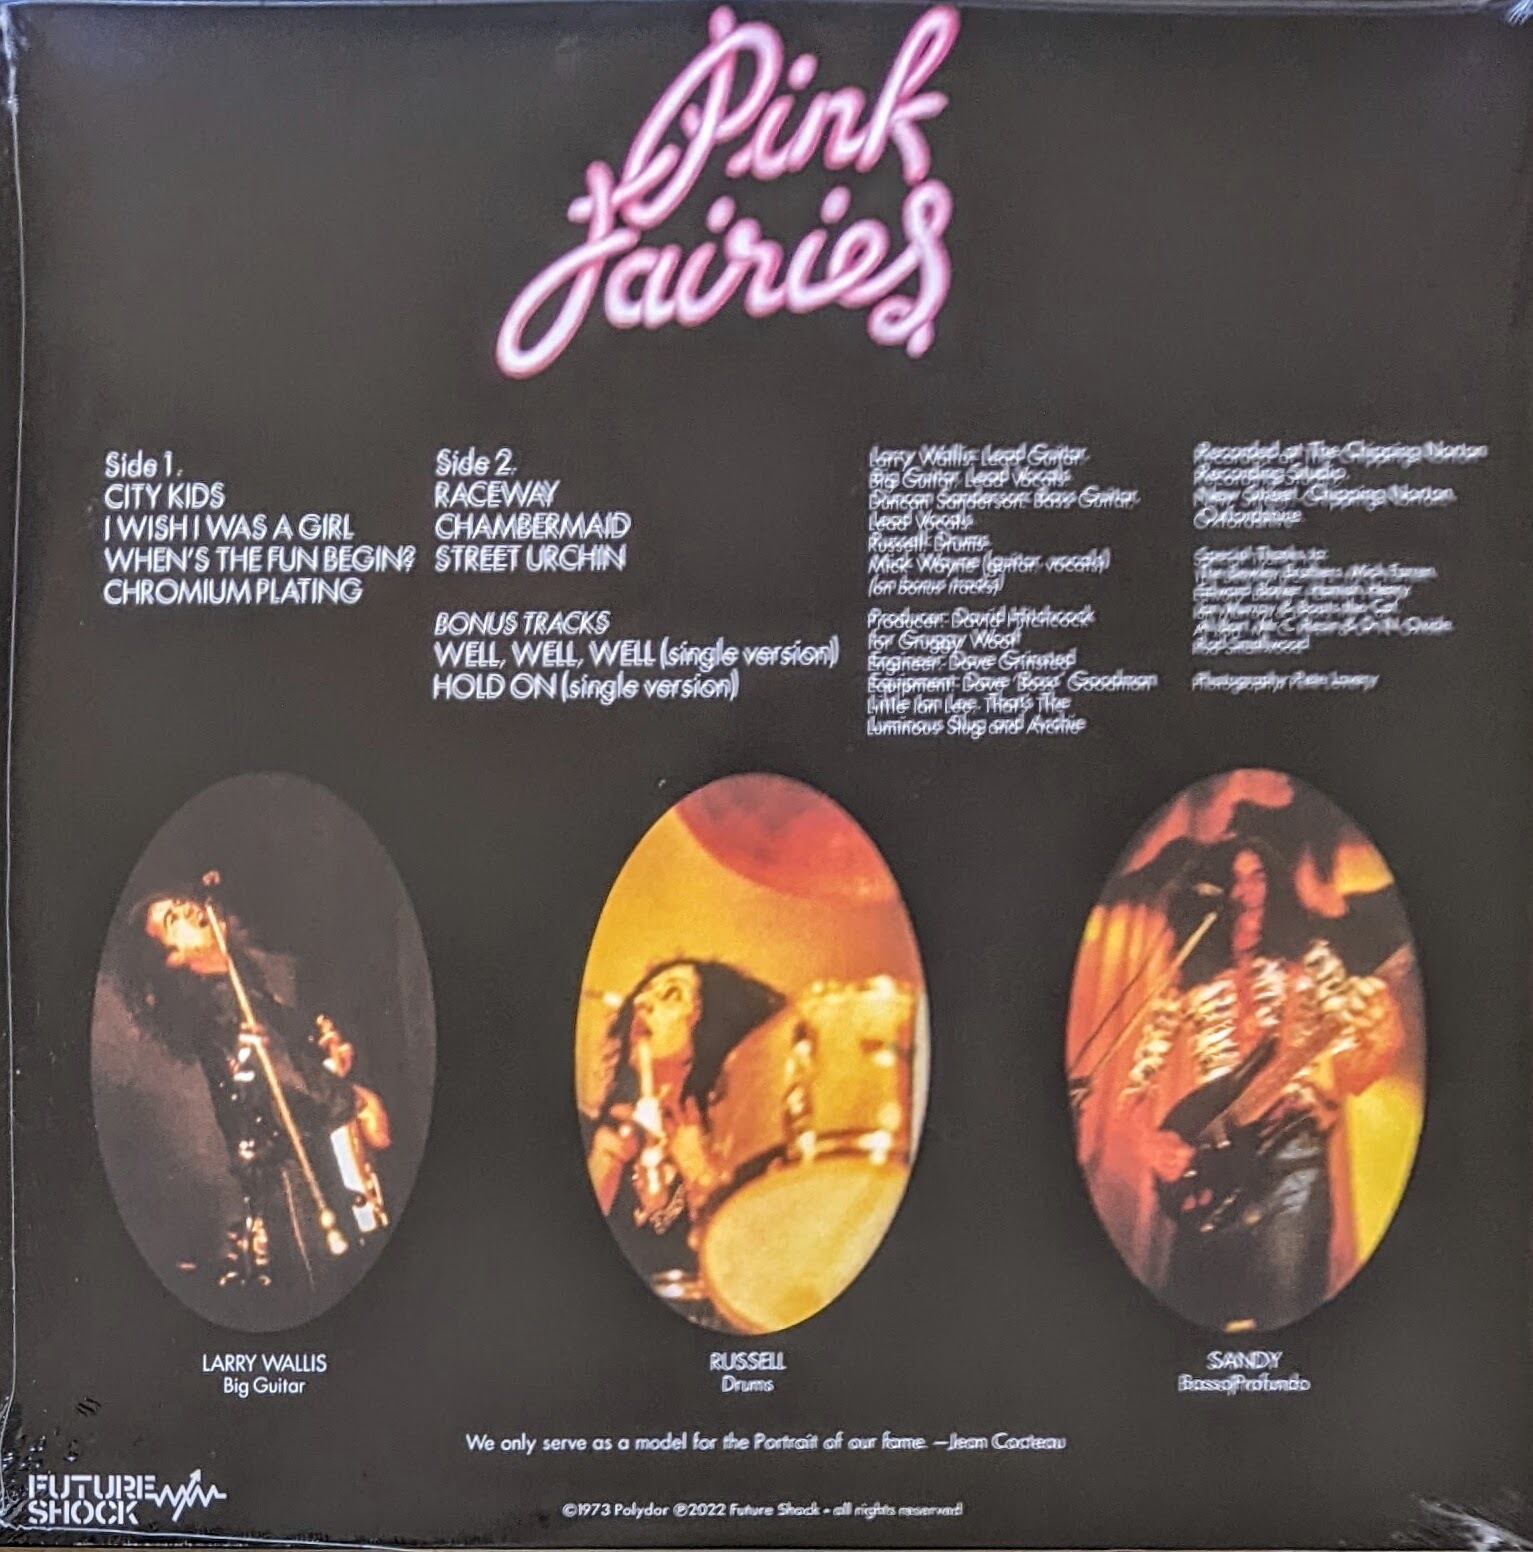 Pink
Fairies
Side 1.
CITY KIDS
I WISH I WAS A GIRL
WHEN'S THE FUN BEGIN?
CHROMIUM PLATING
Side 2.
RACEWAY
CHAMBERMAID
STREET URCHIN
BONUS TRACKS
WELL, WELL, WELL (single version)
HOLD ON (single version)
Larry Wallis: Lead Guitar,
Big Guitar, Lead Vocals
Duncan Sanderson: Bass Guitar,
Lead Vocals
Russell: Drums
Mick Wayne (guitar, vocals)
(on bonus tracks)
Producer: David Hitchcock
for Gruggy Woof
Engineer: Dave Grinsted
Equipment: Dave 'Boss' Goodman
Little Ian Lee, That's The
Luminous Slug and Archie
Recorded at The Chipping Norton
Recording Studio,
New Street, Chipping Norton,
Oxfordshire.
Special Thanks to:
Photography:
LARRY WALLIS
Big Guitar
RUSSELL
Drums
SANDY
Basso Profundo
We only serve as a model for the Portrait of our fame. —Jean Cocteau
FUTURE
SHOCK
©1973 Polydor ℗2022 Future Shock - all rights reserved